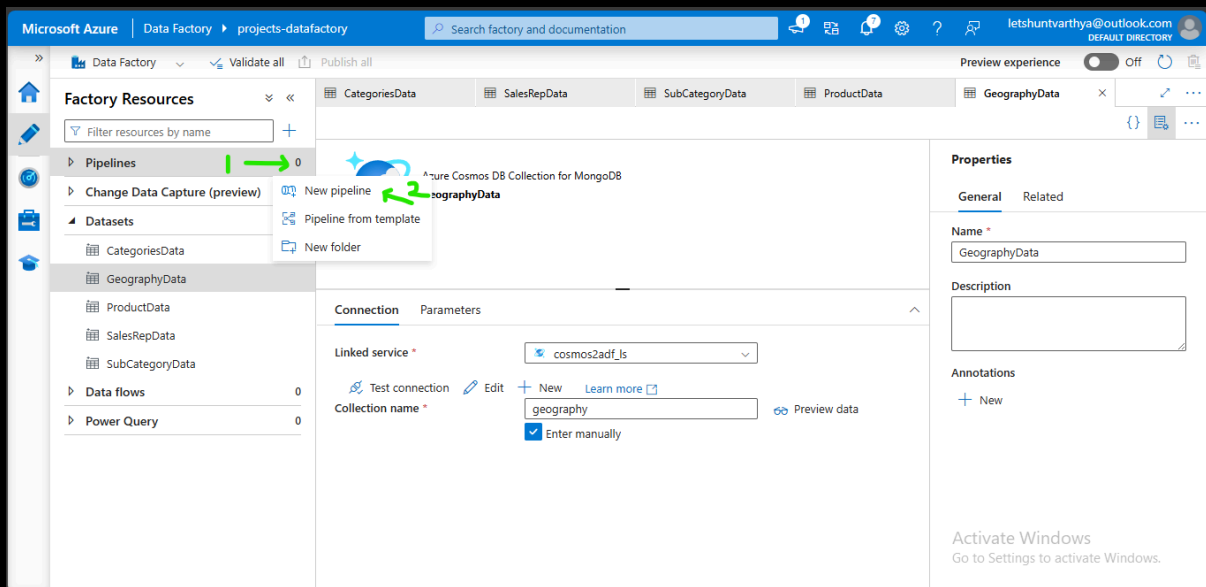 Microsoft Azure
Data Factory
projects-datafactory
Search factory and documentation
1
7
letshuntvarthya@outlook.com
DEFAULT DIRECTORY
Data Factory
Validate all
Publish all
Preview experience
Off
Factory Resources
CategoriesData
SalesRepData
SubCategoryData
ProductData
GeographyData
Filter resources by name
Pipelines
1
0
Change Data Capture (preview)
Datasets
CategoriesData
GeographyData
ProductData
SalesRepData
SubCategoryData
Data flows
0
Power Query
0
New pipeline
2
Pipeline from template
New folder
Azure Cosmos DB Collection for MongoDB
GeographyData
Connection
Parameters
Linked service *
cosmos2adf_ls
Test connection
Edit
New
Learn more
Collection name *
geography
Preview data
Enter manually
Properties
General
Related
Name *
GeographyData
Description
Annotations
New
Activate Windows
Go to Settings to activate Windows.